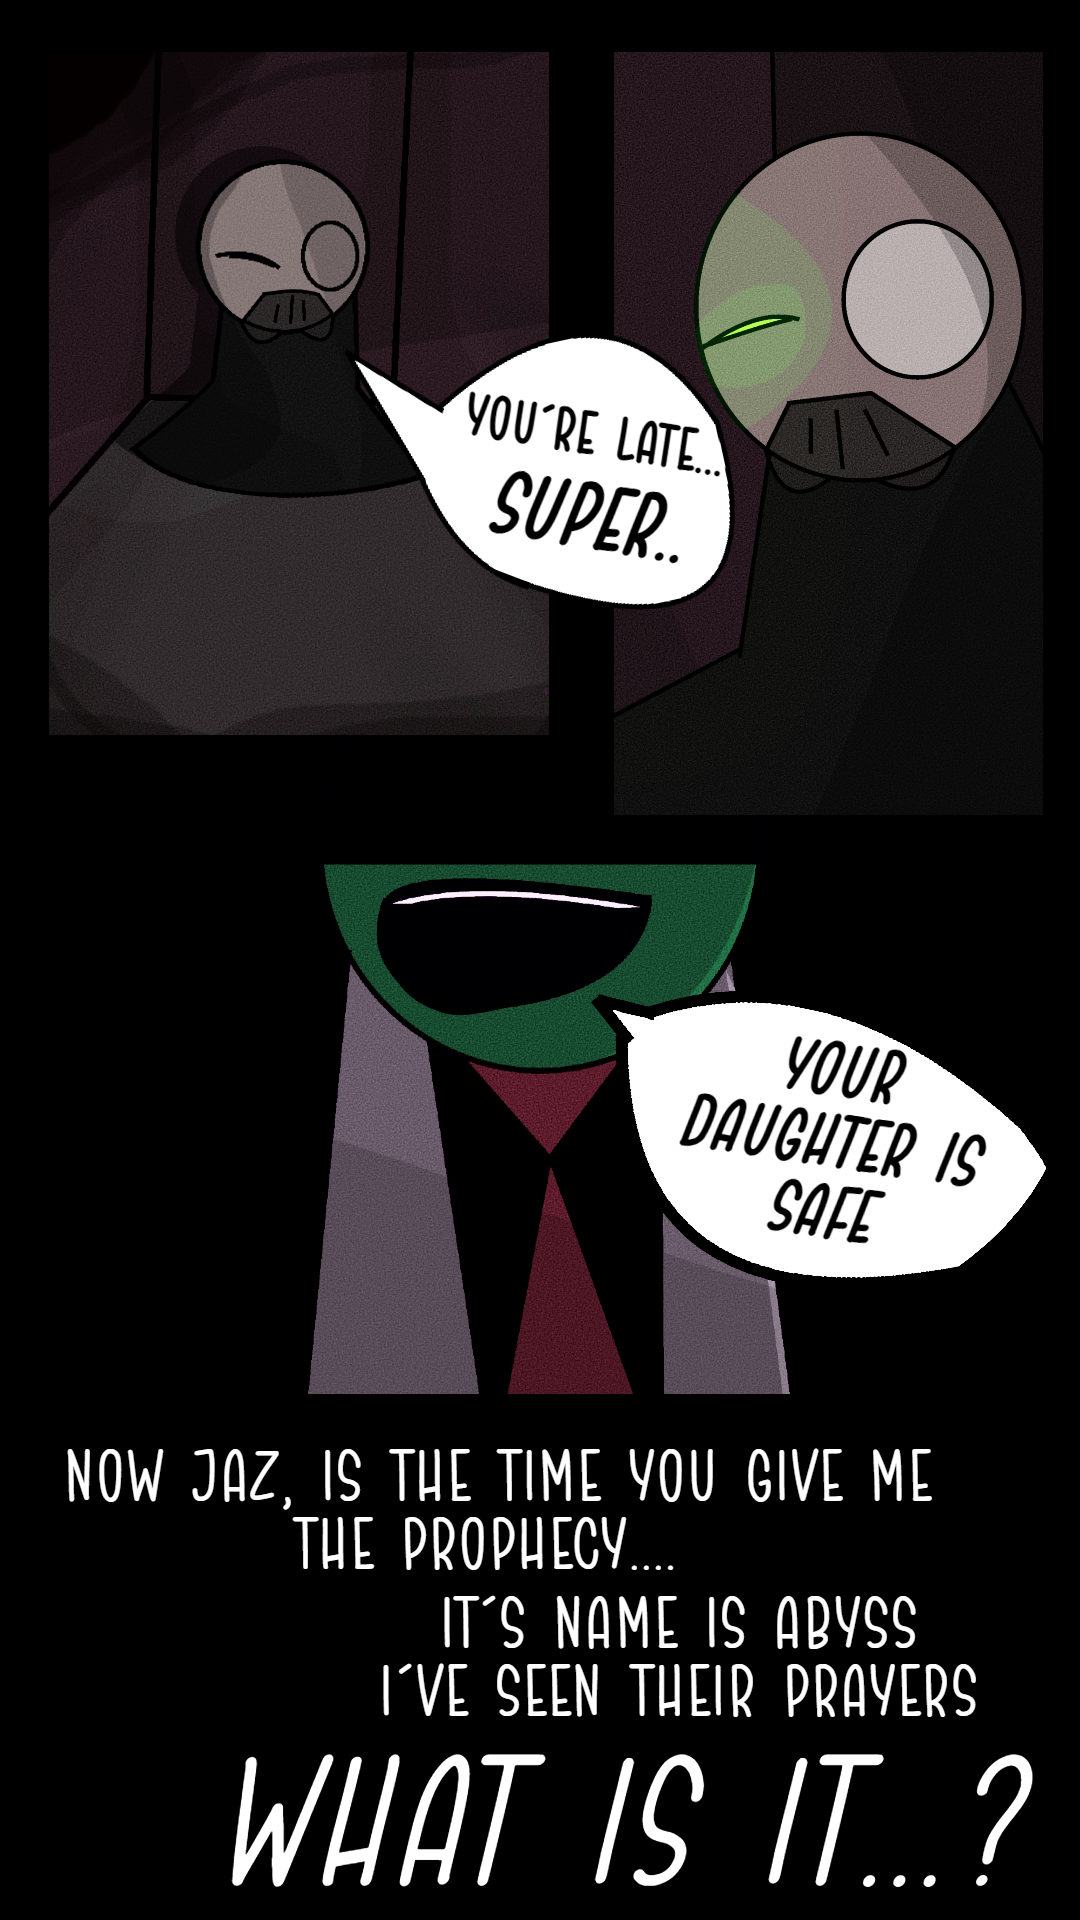 YOU´RE LATE...
SUPER..
YOUR
DAUGHTER IS
SAFE
NOW JAZ, IS THE TIME YOU GIVE ME
THE PROPHECY....
IT´S NAME IS ABYSS
I´VE SEEN THEIR PRAYERS
WHAT IS IT...?